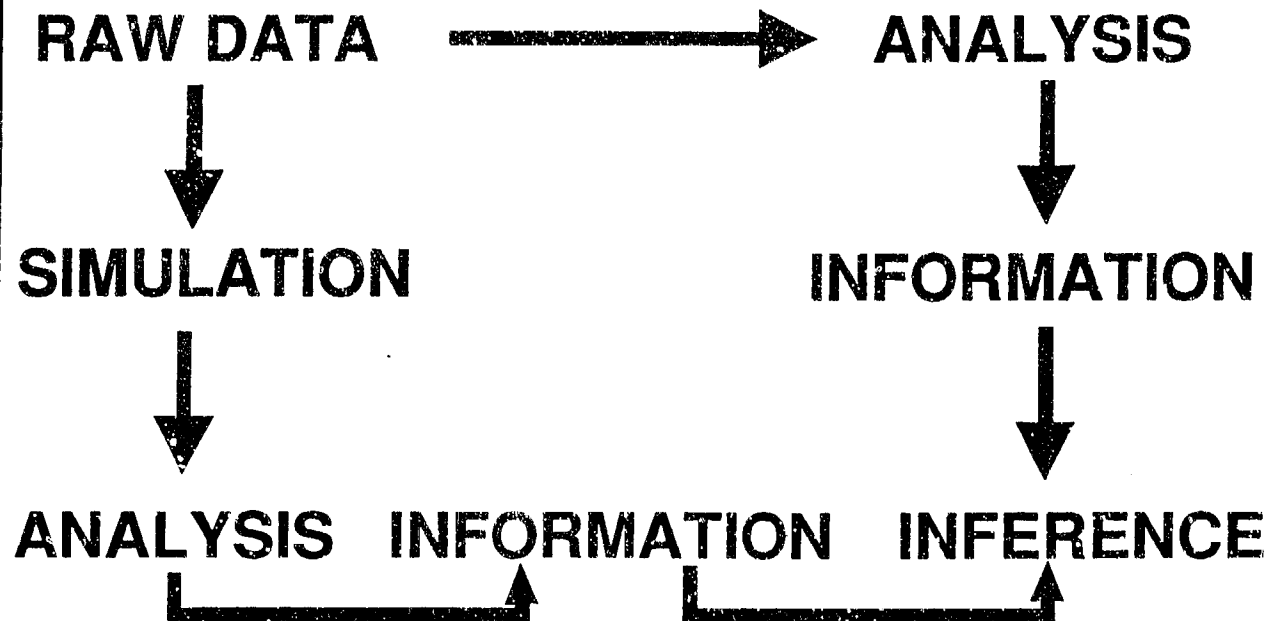 RAW DATA ANALYSIS
SIMULATION INFORMATION
ANALYSIS INFORMATION INFERENCE